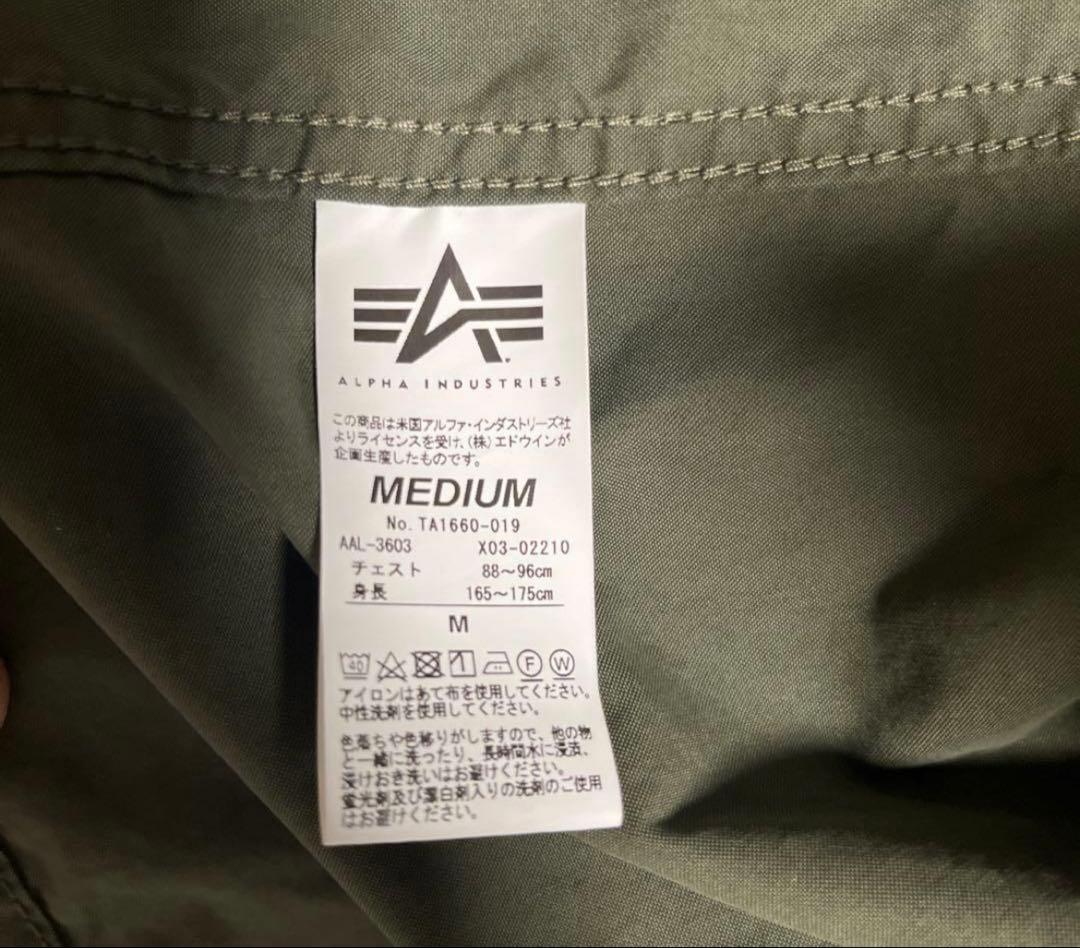 ALPHA INDUSTRIES
この商品は米国アルファ・インダストリーズ社
よりライセンスを受け、(株)エドウインが
企画生産したものです。
MEDIUM
No. TA1660-019
AAL-3603 X03-02210
チェスト 88～96cm
身長 165～175cm
M
40 F W
アイロンはあて布を使用してください。
中性洗剤を使用してください。
色落ちや色移りがしますので、他の物
と一緒に洗ったり、長時間水に浸漬、
つけおき洗いはお避けください。
蛍光剤及び漂白剤入りの洗剤のご使用
はお避けください。